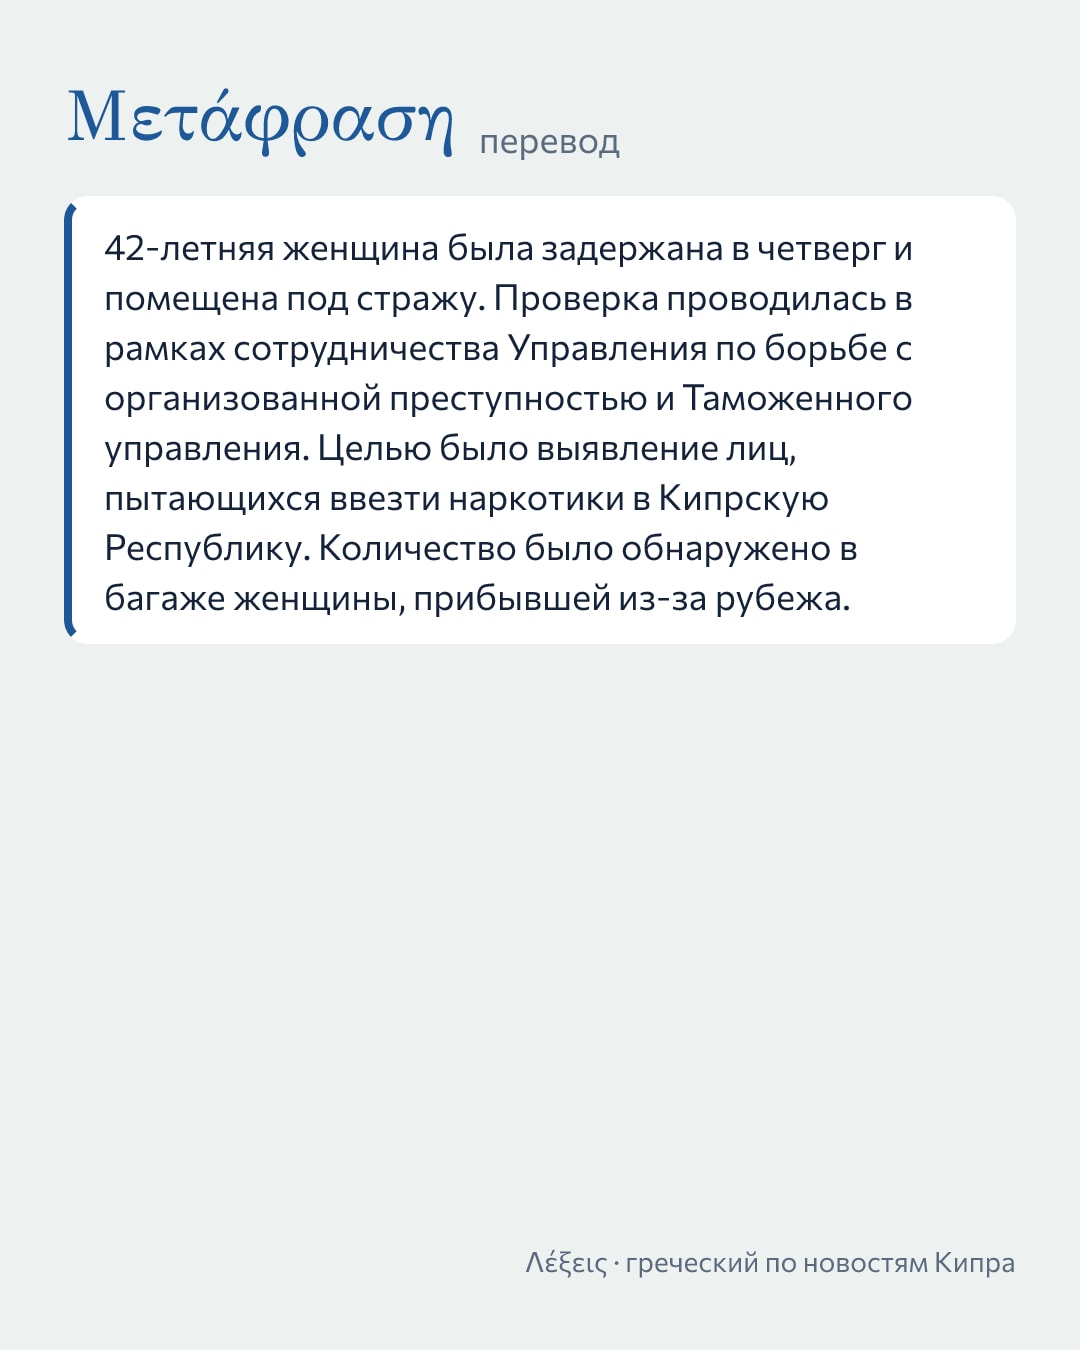 Μετάφραση перевод
42-летняя женщина была задержана в четверг и
помещена под стражу. Проверка проводилась в
рамках сотрудничества Управления по борьбе с
организованной преступностью и Таможенного
управления. Целью было выявление лиц,
пытающихся ввезти наркотики в Кипрскую
Республику. Количество было обнаружено в
багаже женщины, прибывшей из-за рубежа.
Λέξεις · греческий по новостям Кипра